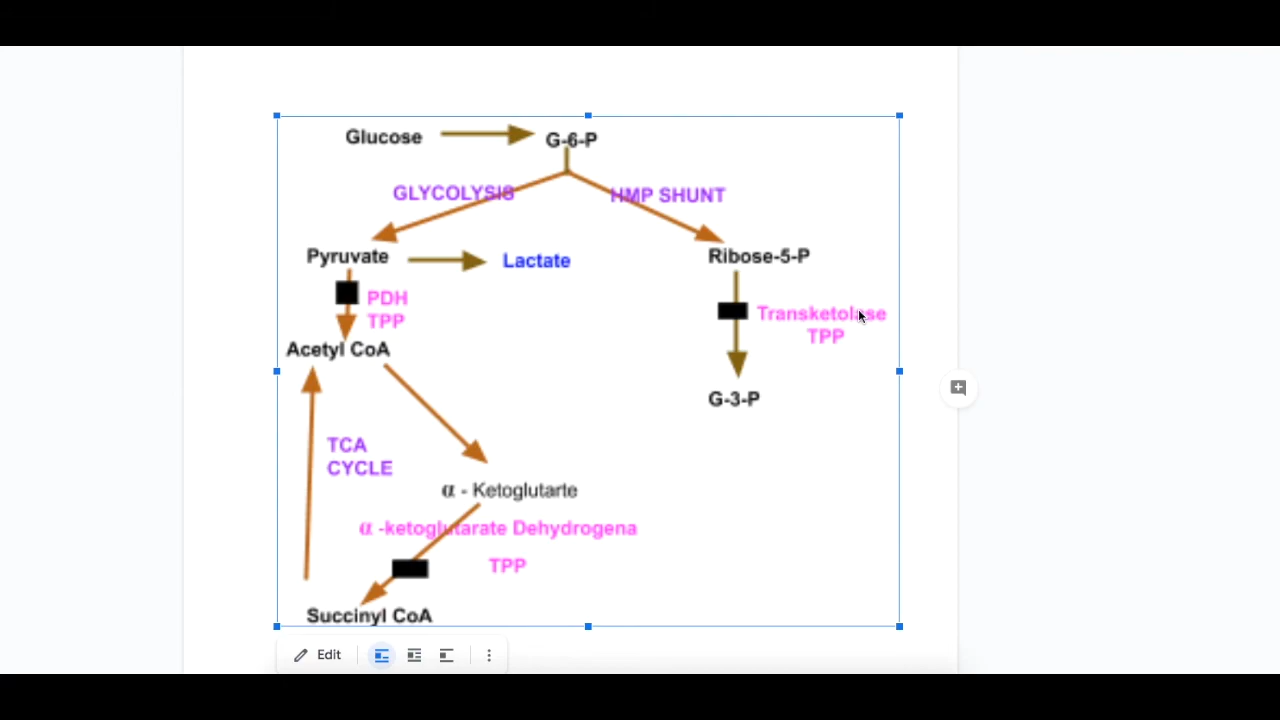 Glucose
G-6-P
GLYCOLYSIS
HMP SHUNT
Pyruvate
Lactate
Ribose-5-P
PDH
TPP
Transketolase
TPP
Acetyl CoA
G-3-P
TCA
CYCLE
α - Ketoglutarte
α -ketoglutarate Dehydrogena
TPP
Succinyl CoA
Edit